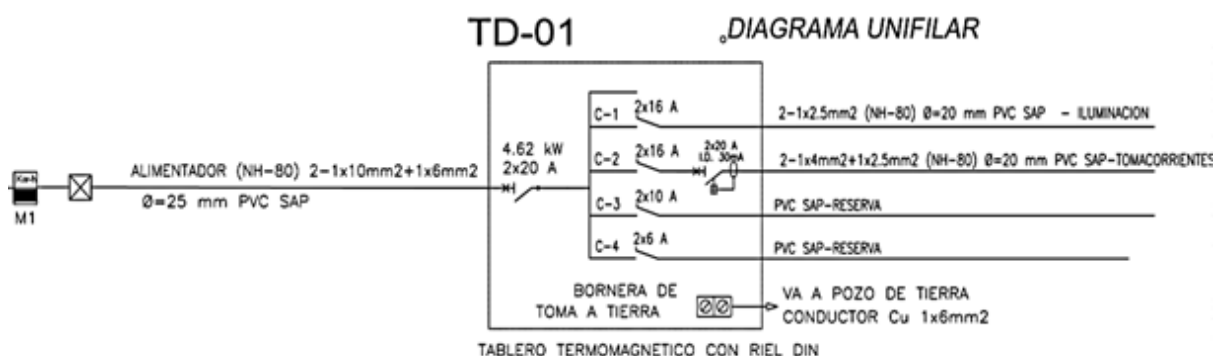 TD-01
DIAGRAMA UNIFILAR
C-1 2x16 A
2-1x2.5mm2 (NH-80) Ø=20 mm PVC SAP - ILUMINACION
4.62 kW
2x20 A
C-2 2x16 A
2x20 A
I.D. 30mA
2-1x4mm2+1x2.5mm2 (NH-80) Ø=20 mm PVC SAP-TOMACORRIENTES
ALIMENTADOR (NH-80) 2-1x10mm2+1x6mm2
Ø=25 mm PVC SAP
M1
C-3 2x10 A
PVC SAP-RESERVA
C-4 2x6 A
PVC SAP-RESERVA
BORNERA DE
TOMA A TIERRA
VA A POZO DE TIERRA
CONDUCTOR Cu 1x6mm2
TABLERO TERMOMAGNETICO CON RIEL DIN